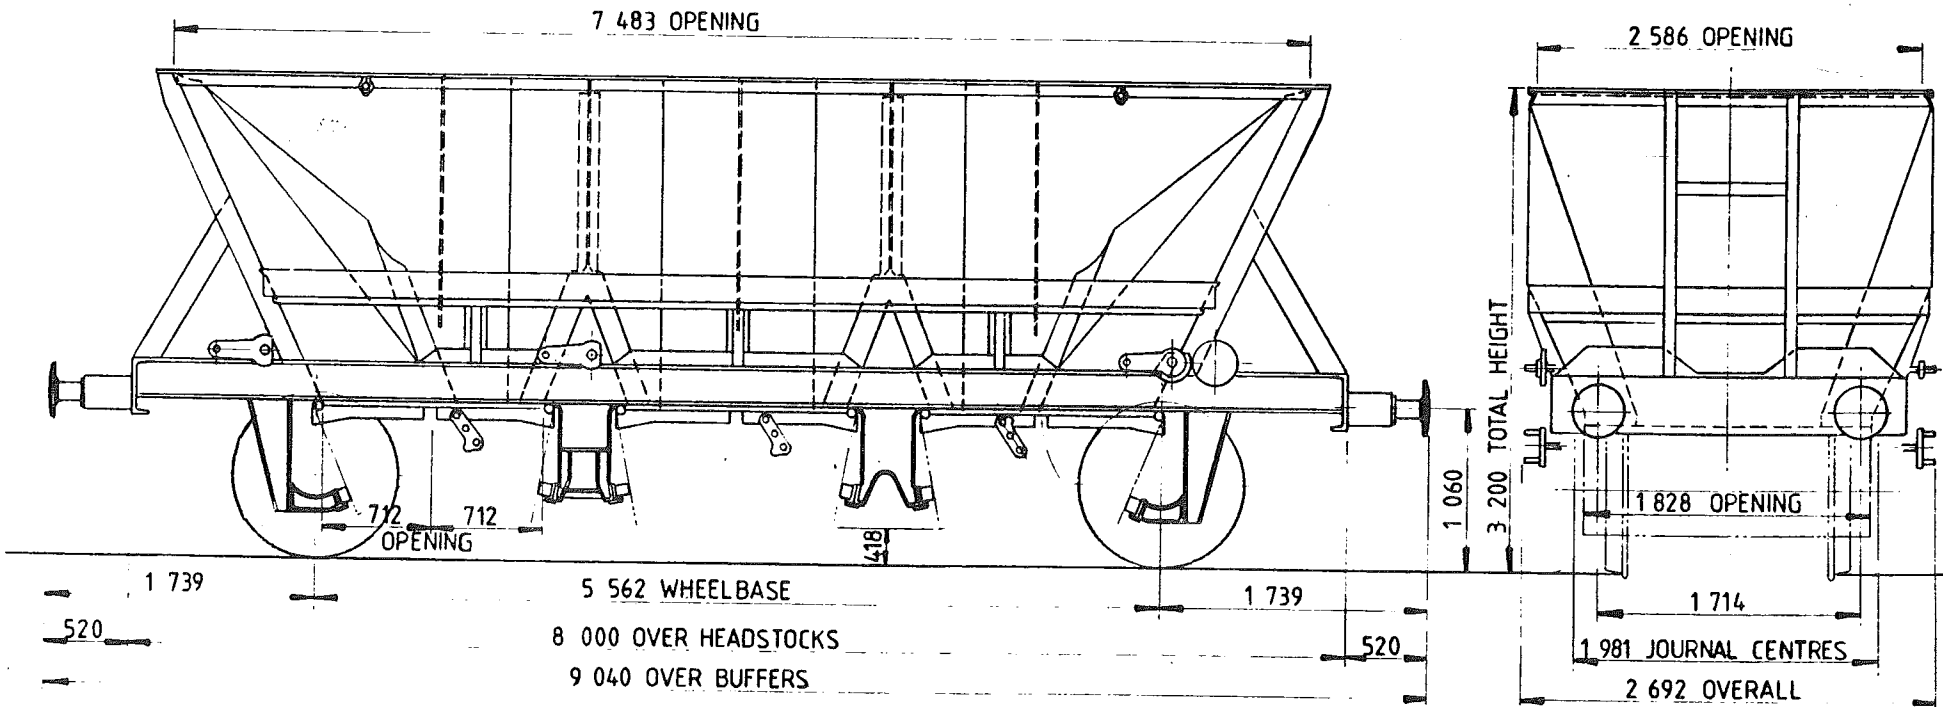 7 483 OPENING
2 586 OPENING
3 200 TOTAL HEIGHT
1 060
712
712
OPENING
418
1 828 OPENING
1 739
5 562 WHEELBASE
1 739
1 714
520
8 000 OVER HEADSTOCKS
520
1 981 JOURNAL CENTRES
9 040 OVER BUFFERS
2 692 OVERALL